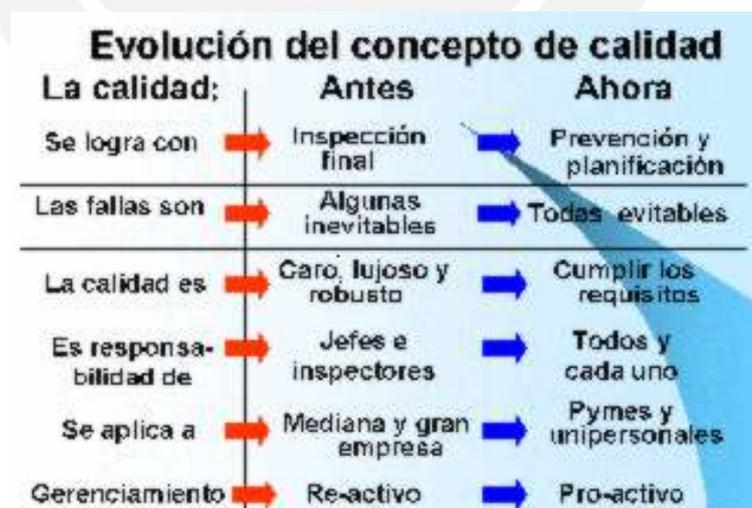 Evolución del concepto de calidad
La calidad: Antes Ahora
Se logra con Inspección final Prevención y planificación
Las fallas son Algunas inevitables Todas evitables
La calidad es Caro, lujoso y robusto Cumplir los requisitos
Es responsa-bilidad de Jefes e inspectores Todos y cada uno
Se aplica a Mediana y gran empresa Pymes y unipersonales
Gerenciamiento Re-activo Pro-activo